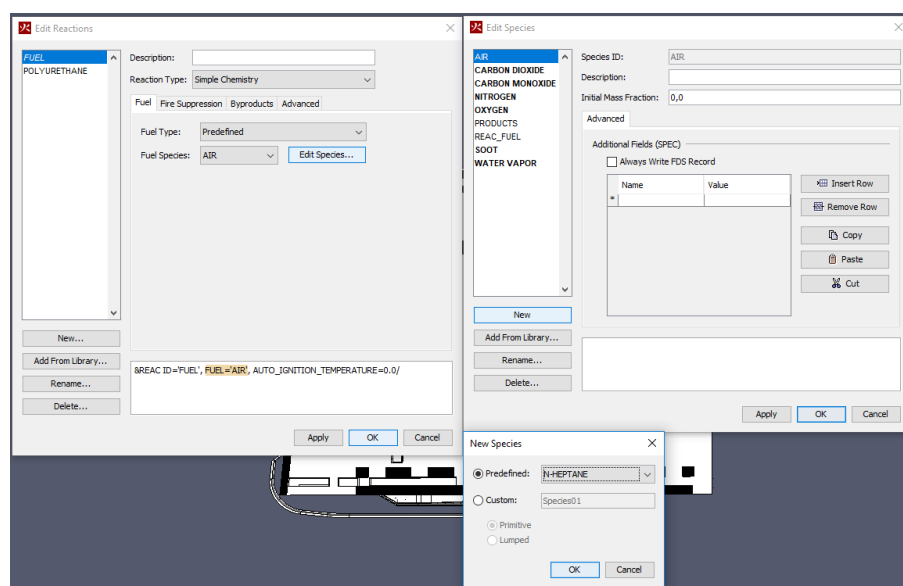 Edit Reactions
FUEL
POLYURETHANE
Description:
Reaction Type: Simple Chemistry
Fuel Fire Suppression Byproducts Advanced
Fuel Type: Predefined
Fuel Species: AIR Edit Species...
New...
Add From Library...
Rename...
Delete...
&REAC ID='FUEL', FUEL='AIR', AUTO_IGNITION_TEMPERATURE=0.0/
Apply OK Cancel
Edit Species
AIR
CARBON DIOXIDE
CARBON MONOXIDE
NITROGEN
OXYGEN
PRODUCTS
REAC_FUEL
SOOT
WATER VAPOR
Species ID: AIR
Description:
Initial Mass Fraction: 0,0
Advanced
Additional Fields (SPEC)
Always Write FDS Record
Name Value
*
Insert Row
Remove Row
Copy
Paste
Cut
New
Add From Library...
Rename...
Delete...
Apply OK Cancel
New Species
Predefined: N-HEPTANE
Custom: Species01
Primitive
Lumped
OK Cancel